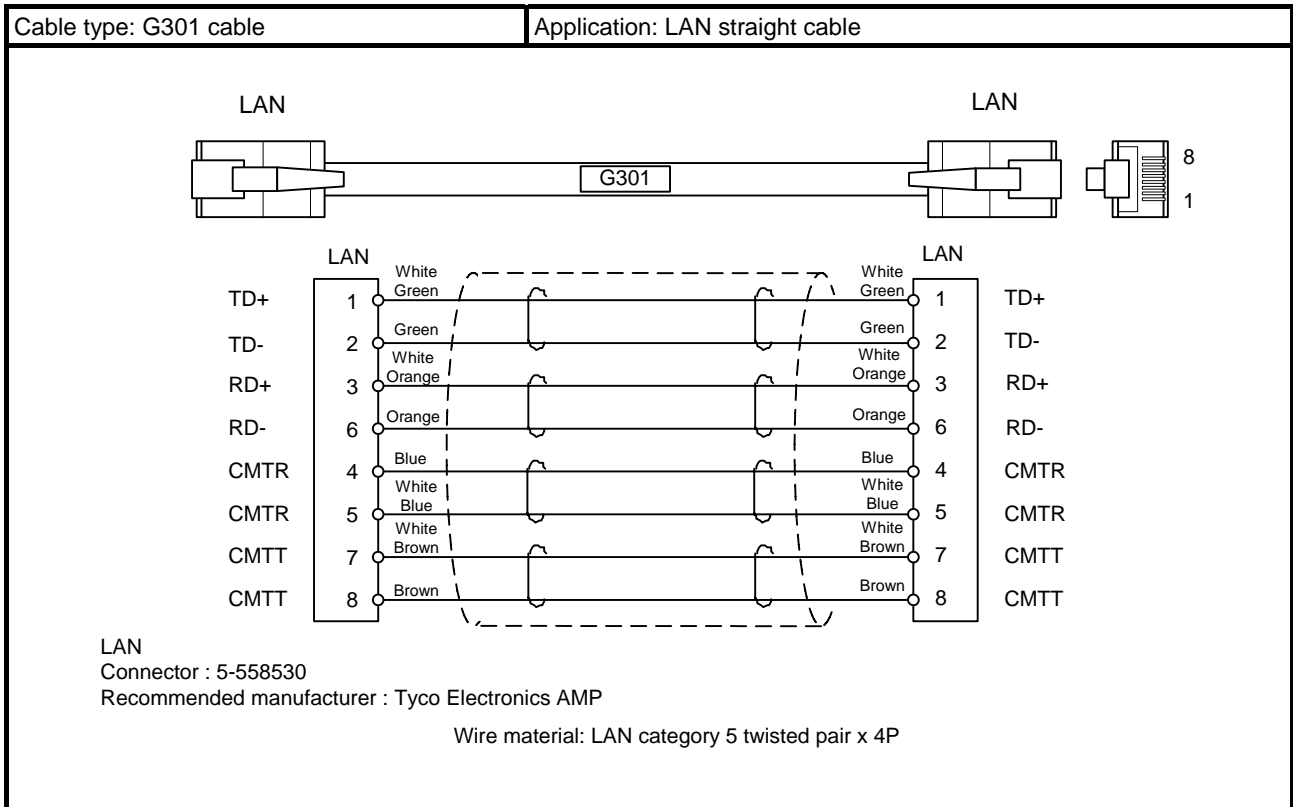 Cable type: G301 cable
Application: LAN straight cable
LAN
LAN
G301
8
1
LAN
LAN
TD+ 1 White Green White Green 1 TD+
TD- 2 Green Green 2 TD-
RD+ 3 White Orange White Orange 3 RD+
RD- 6 Orange Orange 6 RD-
CMTR 4 Blue Blue 4 CMTR
CMTR 5 White Blue White Blue 5 CMTR
CMTT 7 White Brown White Brown 7 CMTT
CMTT 8 Brown Brown 8 CMTT
LAN
Connector : 5-558530
Recommended manufacturer : Tyco Electronics AMP
Wire material: LAN category 5 twisted pair x 4P